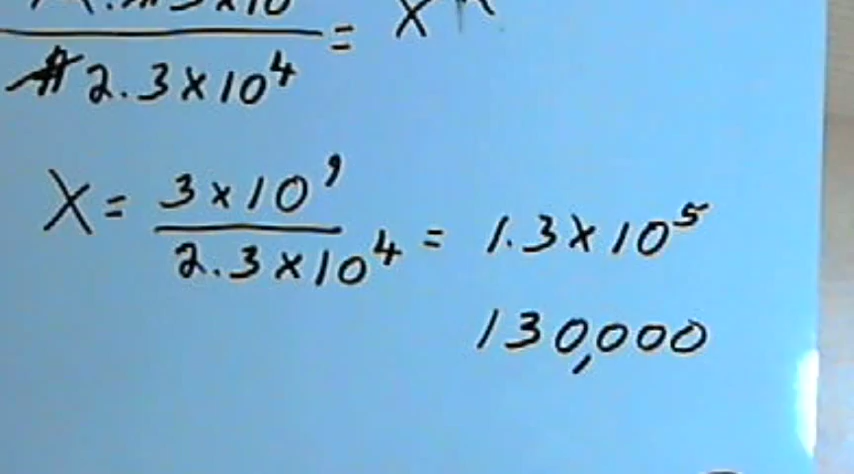 2.3×10⁴ = X
X = 3×10⁹ / 2.3×10⁴ = 1.3×10⁵
130,000